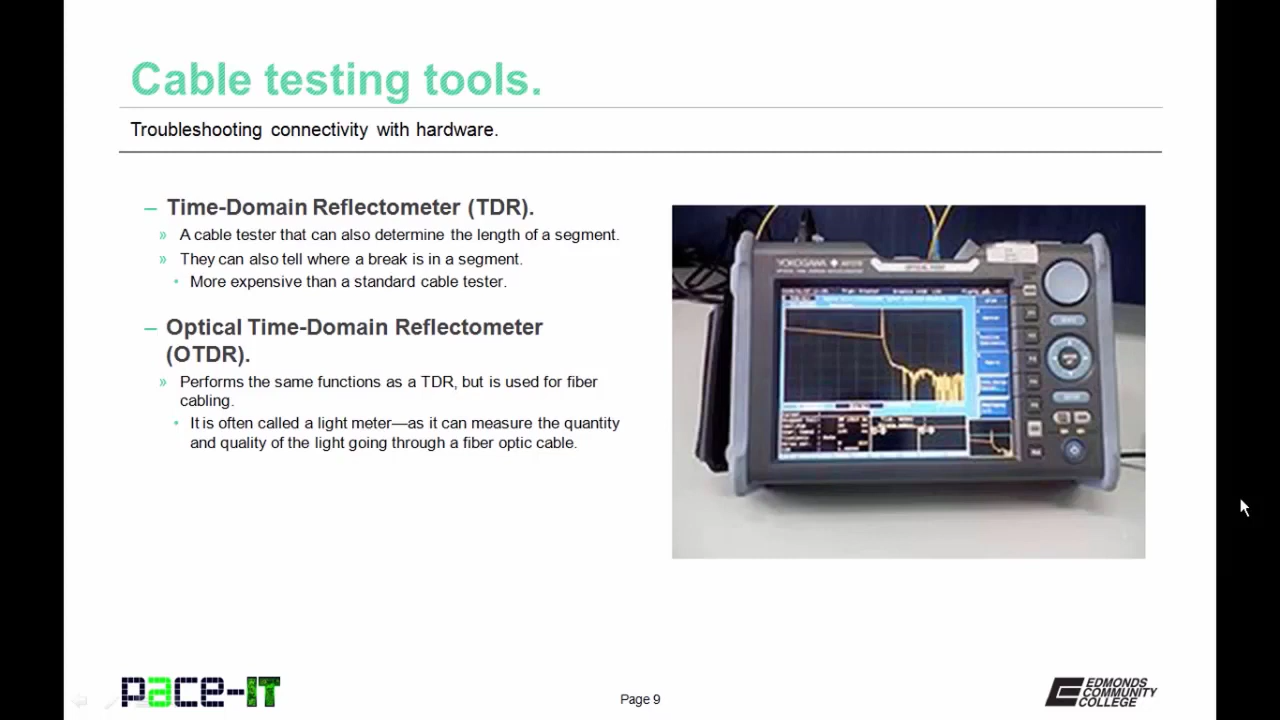 Cable testing tools.
Troubleshooting connectivity with hardware.
– Time-Domain Reflectometer (TDR).
» A cable tester that can also determine the length of a segment.
» They can also tell where a break is in a segment.
• More expensive than a standard cable tester.
– Optical Time-Domain Reflectometer
(OTDR).
» Performs the same functions as a TDR, but is used for fiber
cabling.
• It is often called a light meter—as it can measure the quantity
and quality of the light going through a fiber optic cable.
YOKOGAWA
pace-IT
Page 9
EDMONDS
COMMUNITY
COLLEGE